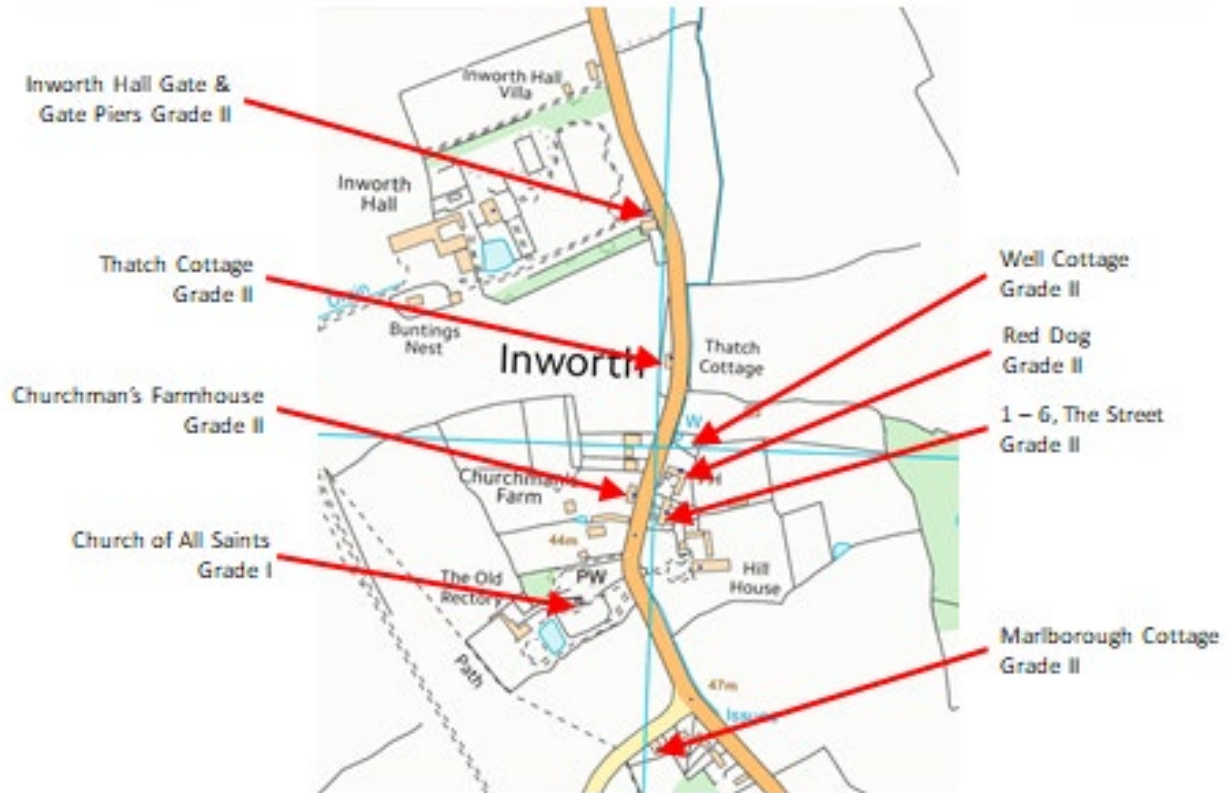 Inworth Hall Gate &
Gate Piers Grade II
Thatch Cottage
Grade II
Churchman's Farmhouse
Grade II
Church of All Saints
Grade I
Inworth Hall
Villa
Inworth
Hall
Buntings
Nest
Inworth
Thatch
Cottage
W
Churchman's
Farm
44m
PW
The Old
Rectory
Hill
House
Path
47m
Issues
Well Cottage
Grade II
Red Dog
Grade II
1 – 6, The Street
Grade II
Marlborough Cottage
Grade II